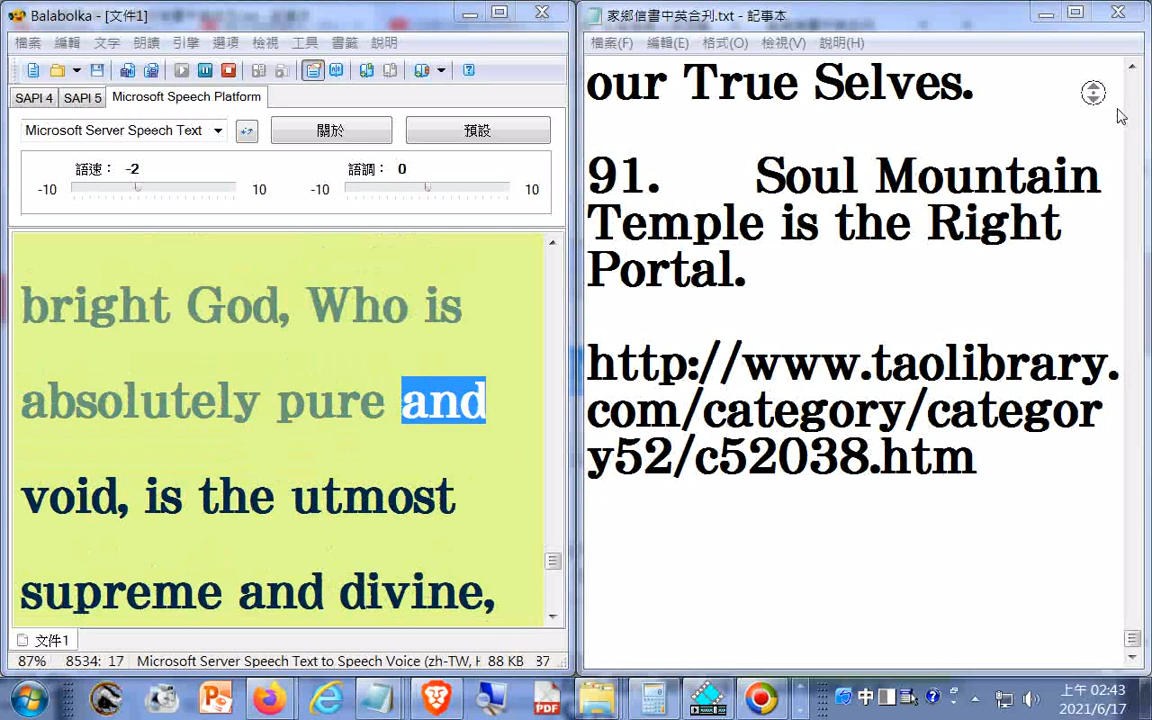 Balabolka - [文件1]
檔案 編輯 文字 朗讀 引擎 選項 檢視 工具 書籤 說明
SAPI 4 SAPI 5 Microsoft Speech Platform
Microsoft Server Speech Text 關於 預設
語速： -2 語調： 0
-10 10 -10 10
bright God, Who is
absolutely pure and
void, is the utmost
supreme and divine,
文件1
87% 8534: 17 Microsoft Server Speech Text to Speech Voice (zh-TW, H 88 KB 37
家鄉信書中英合刋.txt - 記事本
檔案(F) 編輯(E) 格式(O) 檢視(V) 說明(H)
our True Selves.
91. Soul Mountain
Temple is the Right
Portal.
http://www.taolibrary.
com/category/categor
y52/c52038.htm
PDF
中
上午 02:43
2021/6/17